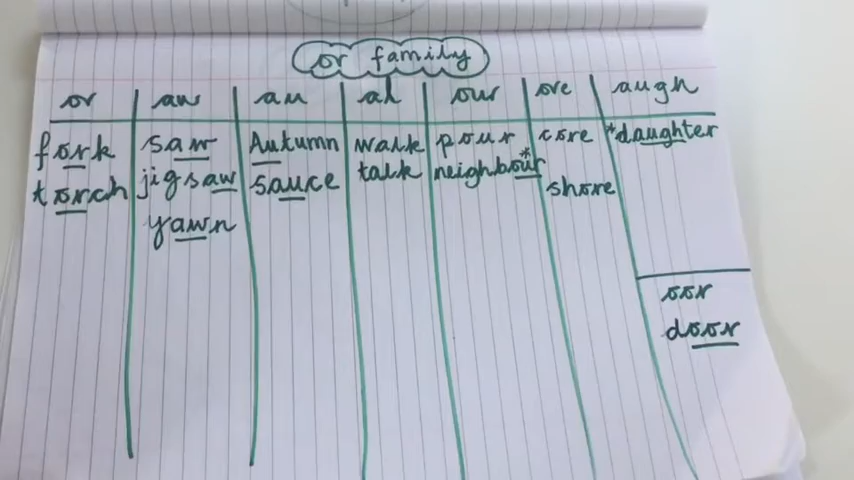 or family
or aw au al our ore augh
fork saw Autumn walk pour core *daughter
torch jigsaw sauce talk neighbour* shore
yawn
oor
door